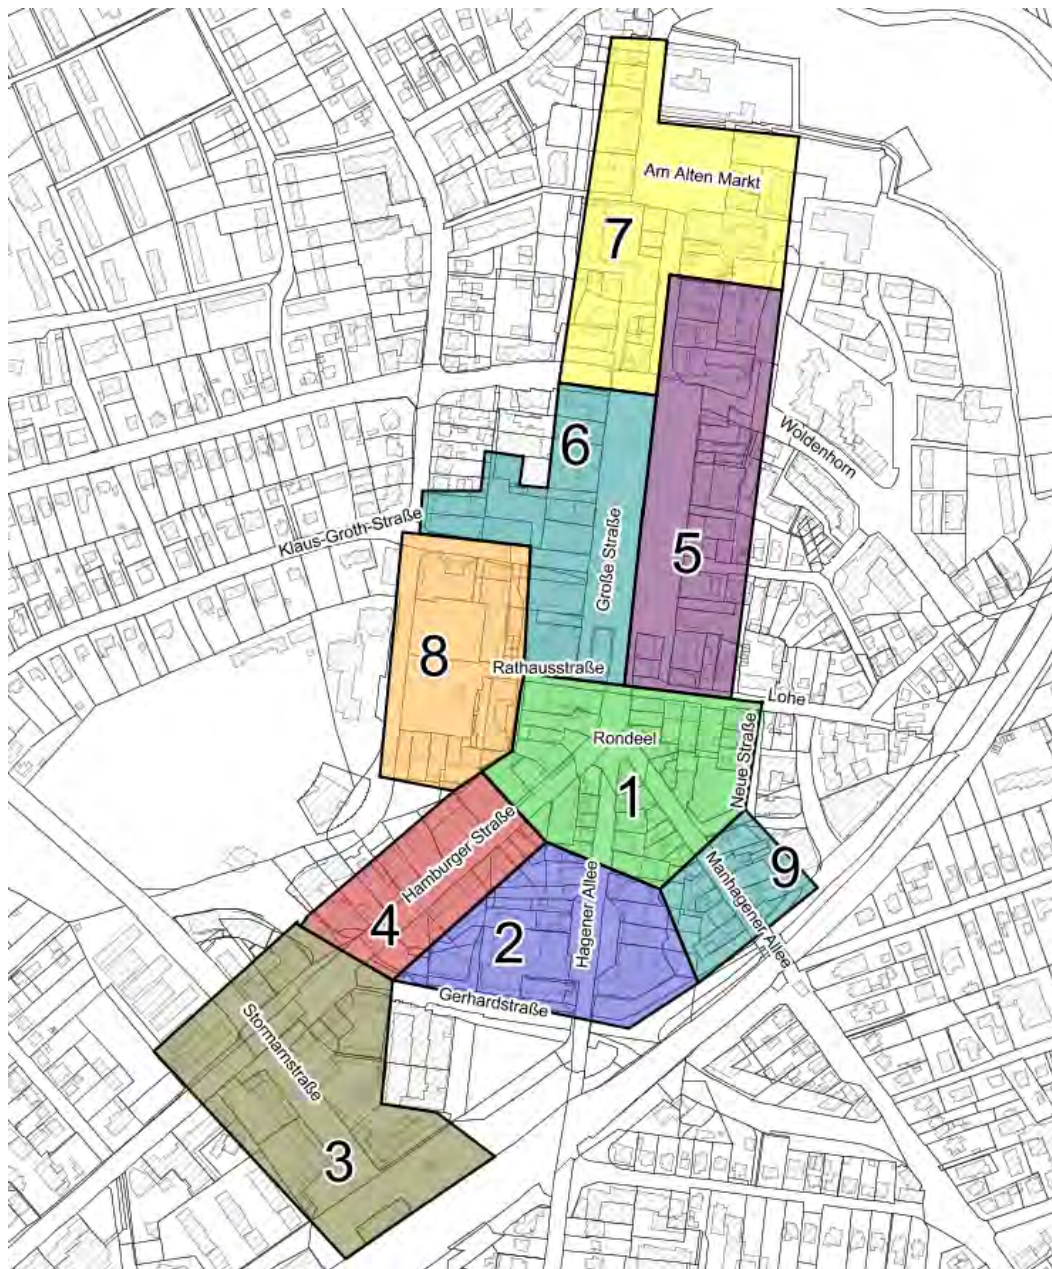 Am Alten Markt
7
6
Woldenhorn
Klaus-Groth-Straße
Große Straße
5
8
Rathausstraße
Lohe
Rondeel
Neue Straße
1
Hamburger Straße
9
Manhagener Allee
Hagener Allee
4
2
Gerhardstraße
Stormarnstraße
3